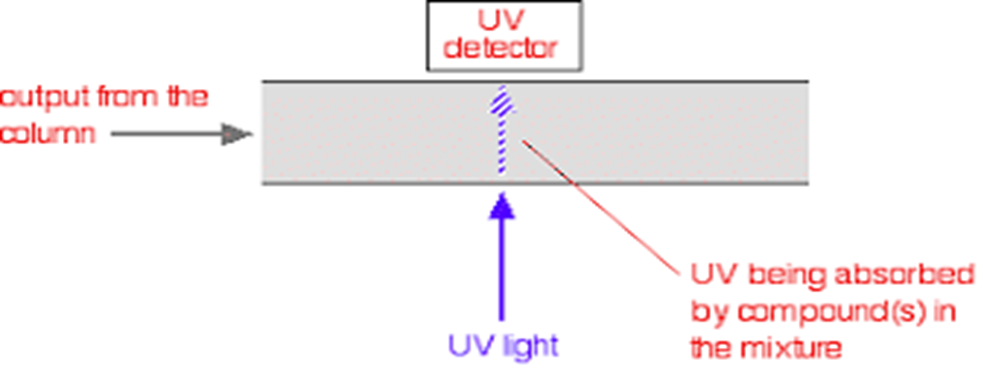 UV
detector
output from the
column
UV being absorbed
by compound(s) in
the mixture
UV light